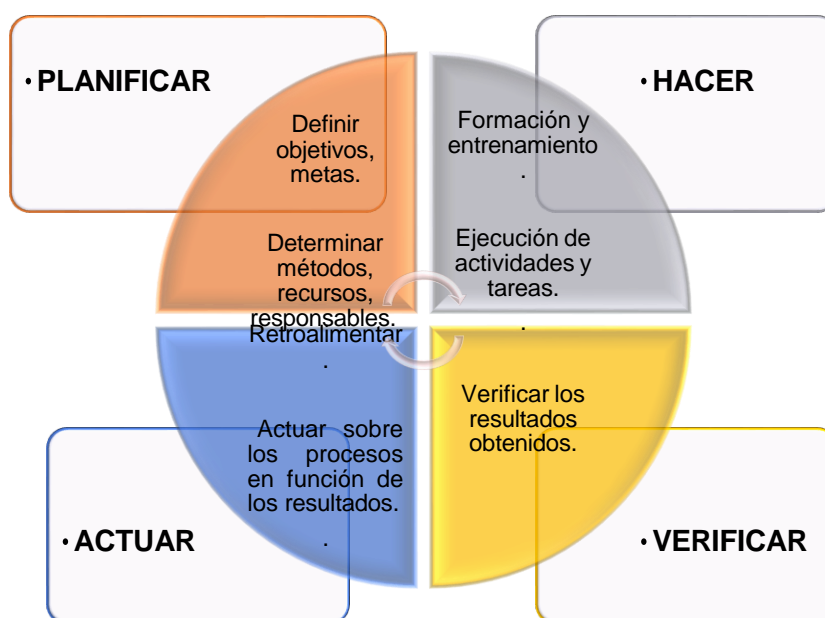 • PLANIFICAR
Definir
objetivos,
metas.
Determinar
métodos,
recursos,
responsables.
• HACER
Formación y
entrenamiento
.
Ejecución de
actividades y
tareas.
.
Retroalimentar
.
Actuar sobre
los procesos
en función de
los resultados.
.
• ACTUAR
Verificar los
resultados
obtenidos.
• VERIFICAR